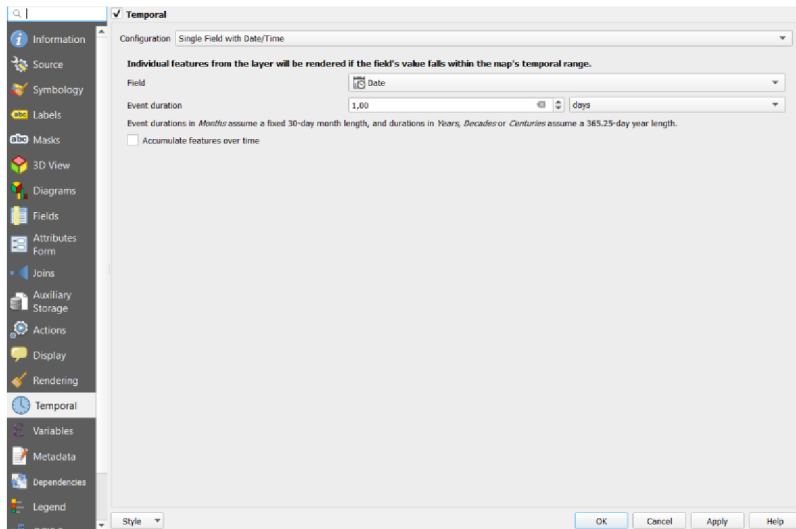 Information
Source
Symbology
abc Labels
abc Masks
3D View
Diagrams
Fields
Attributes
Form
Joins
Auxiliary
Storage
Actions
Display
Rendering
Temporal
Variables
Metadata
Dependencies
Legend
Temporal
Configuration Single Field with Date/Time
Individual features from the layer will be rendered if the field's value falls within the map's temporal range.
Field Date
Event duration 1,00 days
Event durations in Months assume a fixed 30-day month length, and durations in Years, Decades or Centuries assume a 365.25-day year length.
Accumulate features over time
Style OK Cancel Apply Help